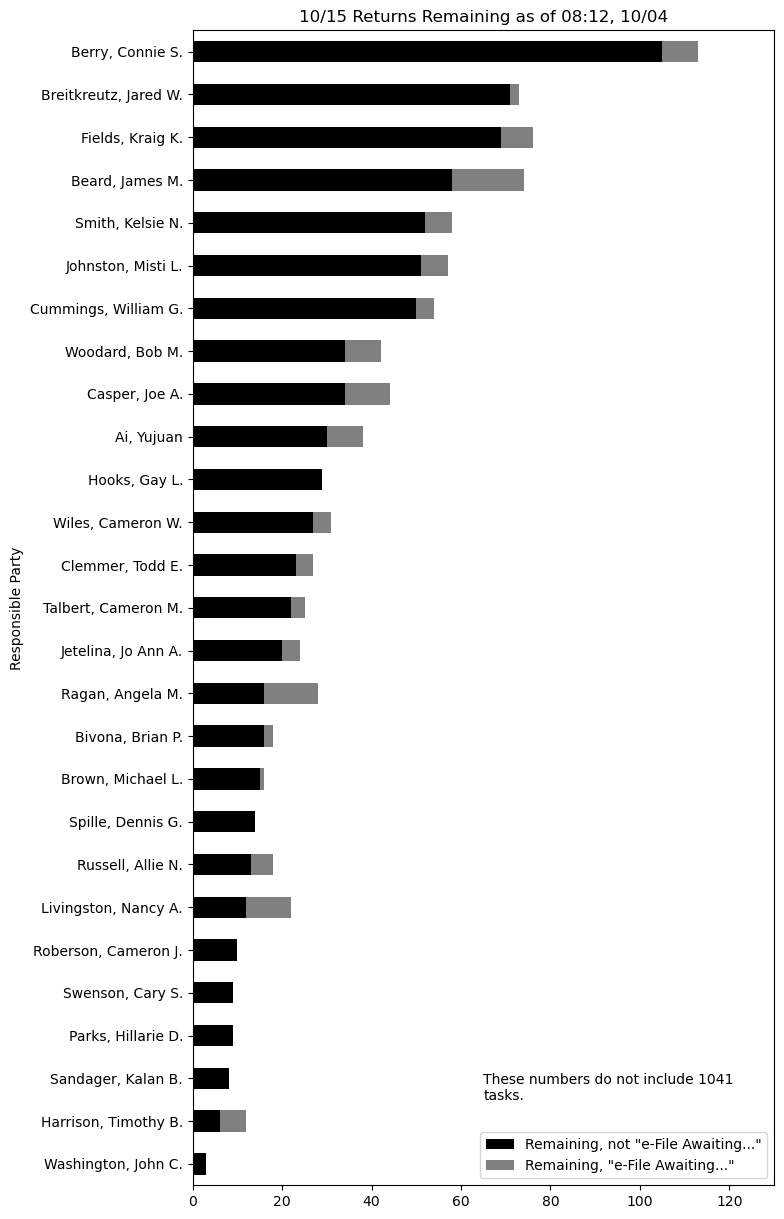 10/15 Returns Remaining as of 08:12, 10/04
Responsible Party
Berry, Connie S.
Breitkreutz, Jared W.
Fields, Kraig K.
Beard, James M.
Smith, Kelsie N.
Johnston, Misti L.
Cummings, William G.
Woodard, Bob M.
Casper, Joe A.
Ai, Yujuan
Hooks, Gay L.
Wiles, Cameron W.
Clemmer, Todd E.
Talbert, Cameron M.
Jetelina, Jo Ann A.
Ragan, Angela M.
Bivona, Brian P.
Brown, Michael L.
Spille, Dennis G.
Russell, Allie N.
Livingston, Nancy A.
Roberson, Cameron J.
Swenson, Cary S.
Parks, Hillarie D.
Sandager, Kalan B.
Harrison, Timothy B.
Washington, John C.
These numbers do not include 1041
tasks.
Remaining, not "e-File Awaiting..."
Remaining, "e-File Awaiting..."
0 20 40 60 80 100 120